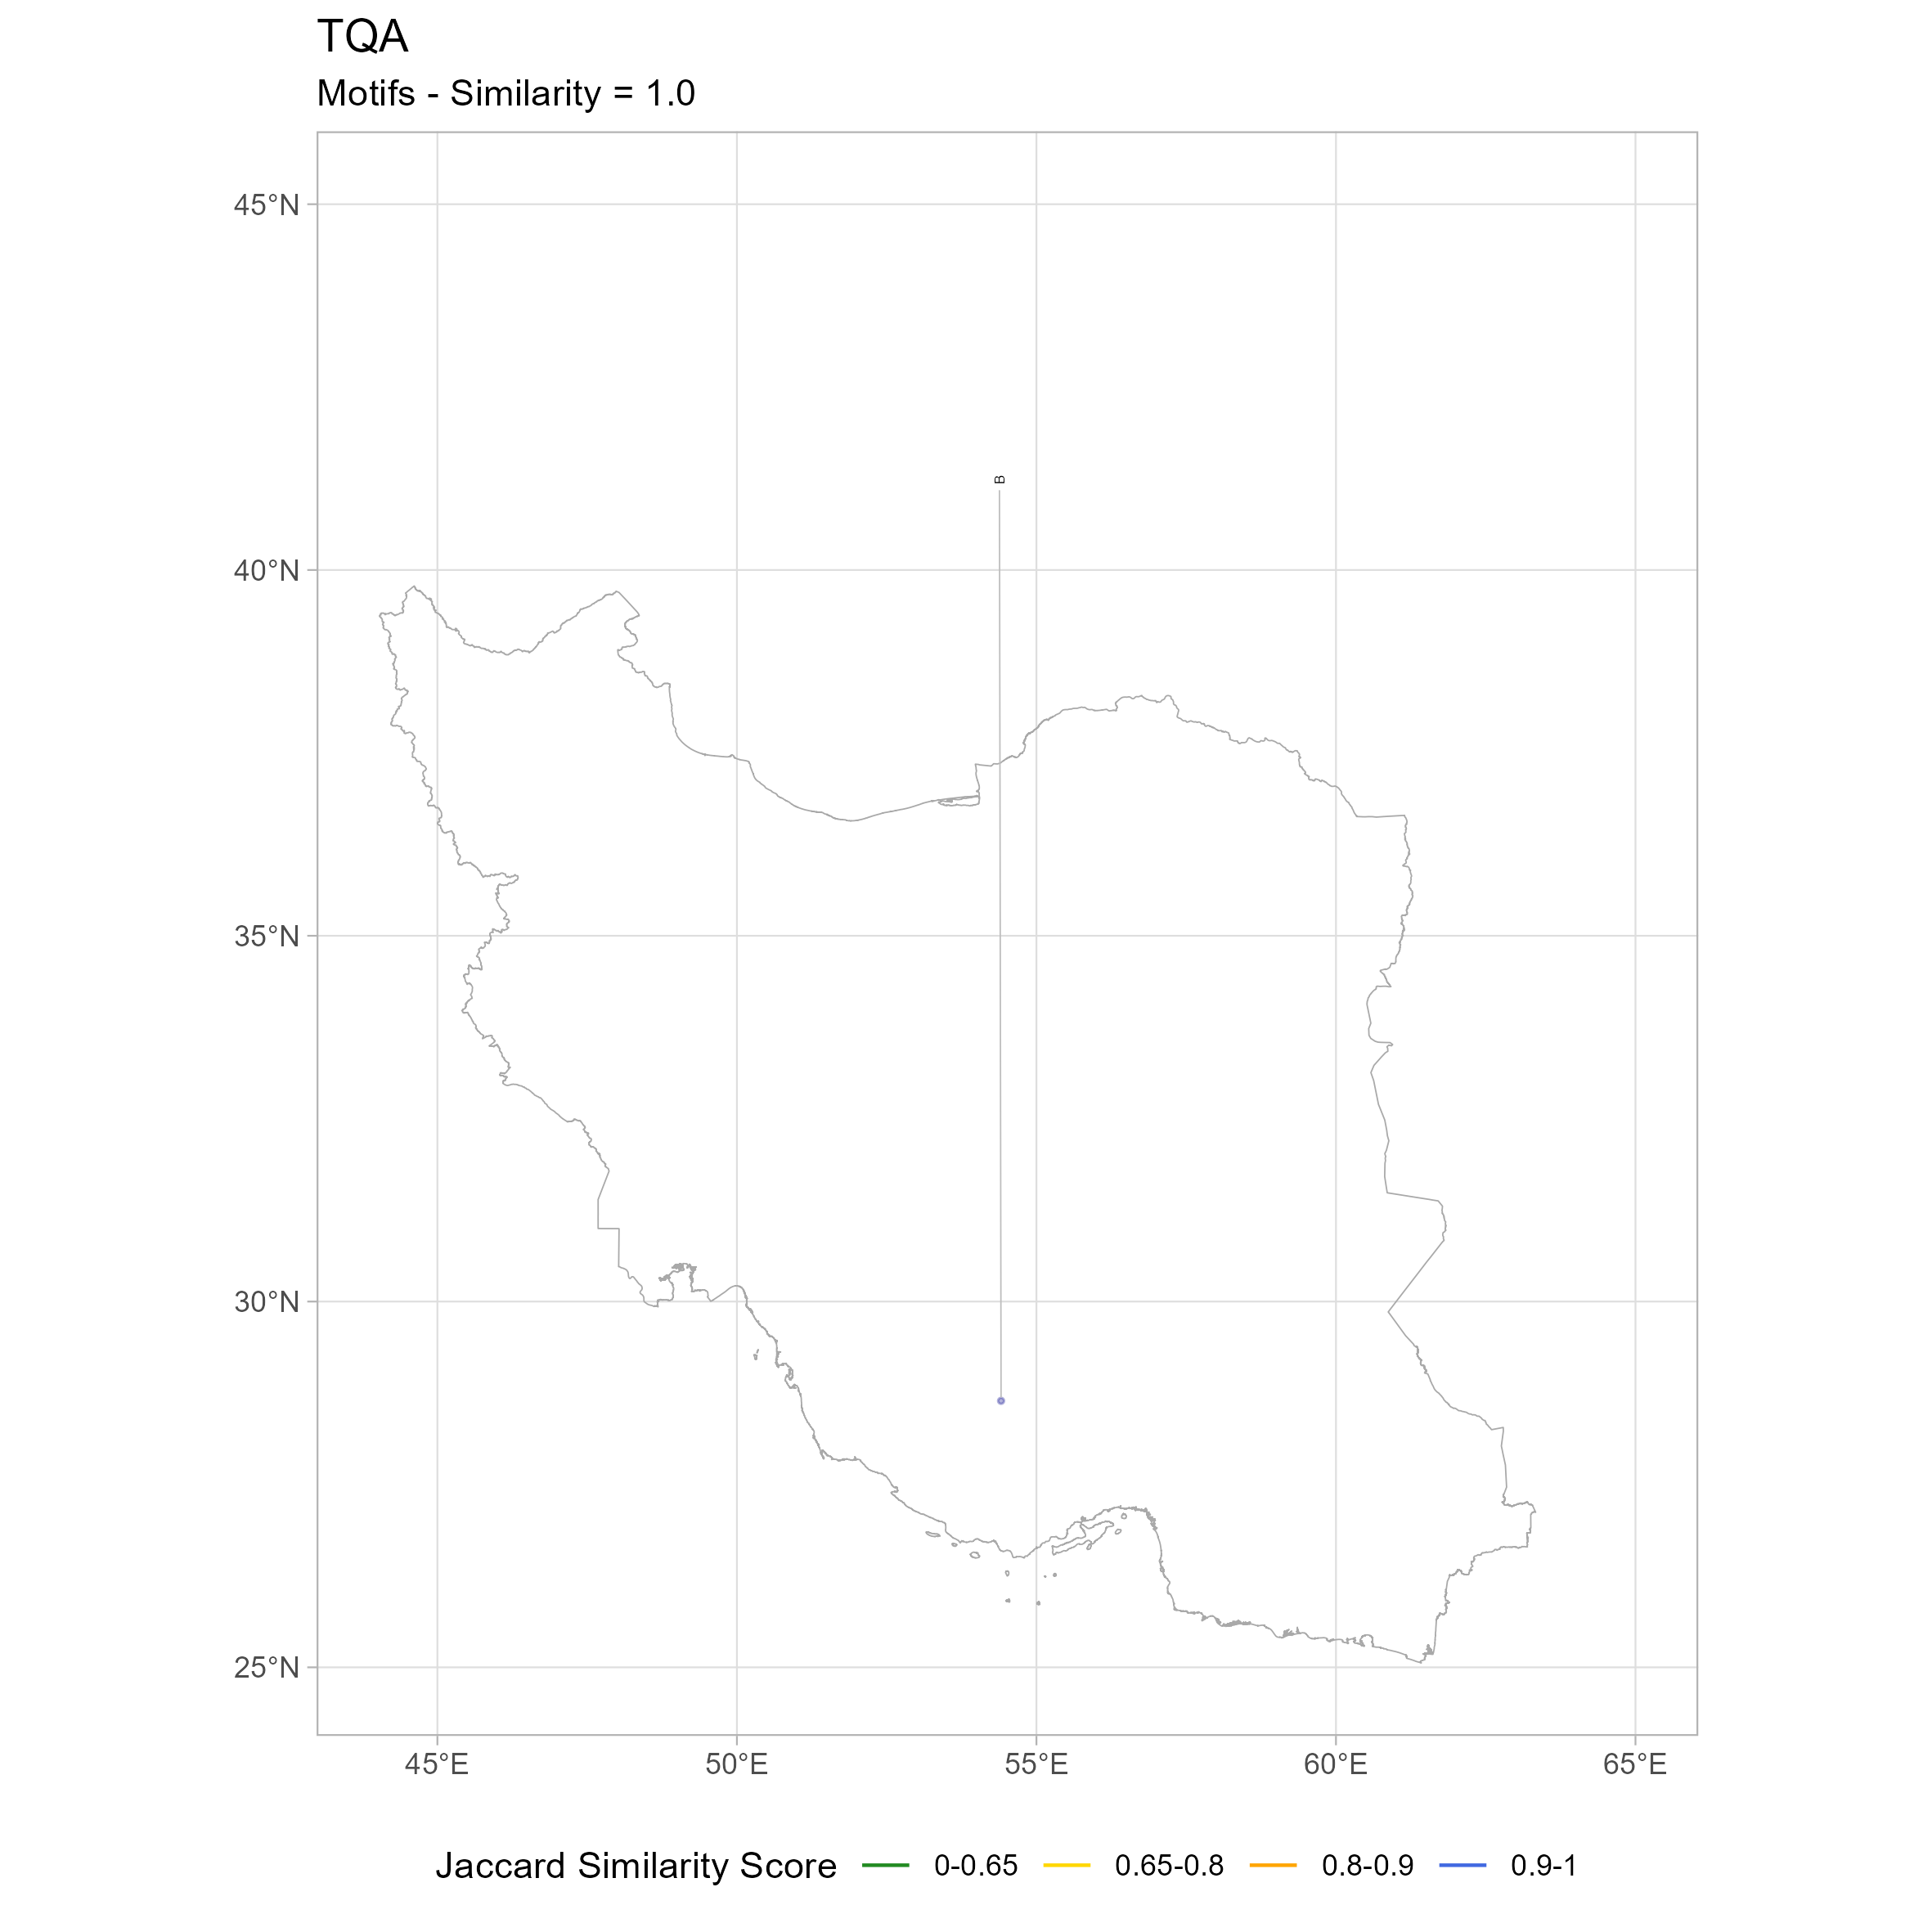 TQA
Motifs - Similarity = 1.0
45°N
B
40°N
35°N
30°N
25°N
45°E 50°E 55°E 60°E 65°E
Jaccard Similarity Score 0-0.65 0.65-0.8 0.8-0.9 0.9-1